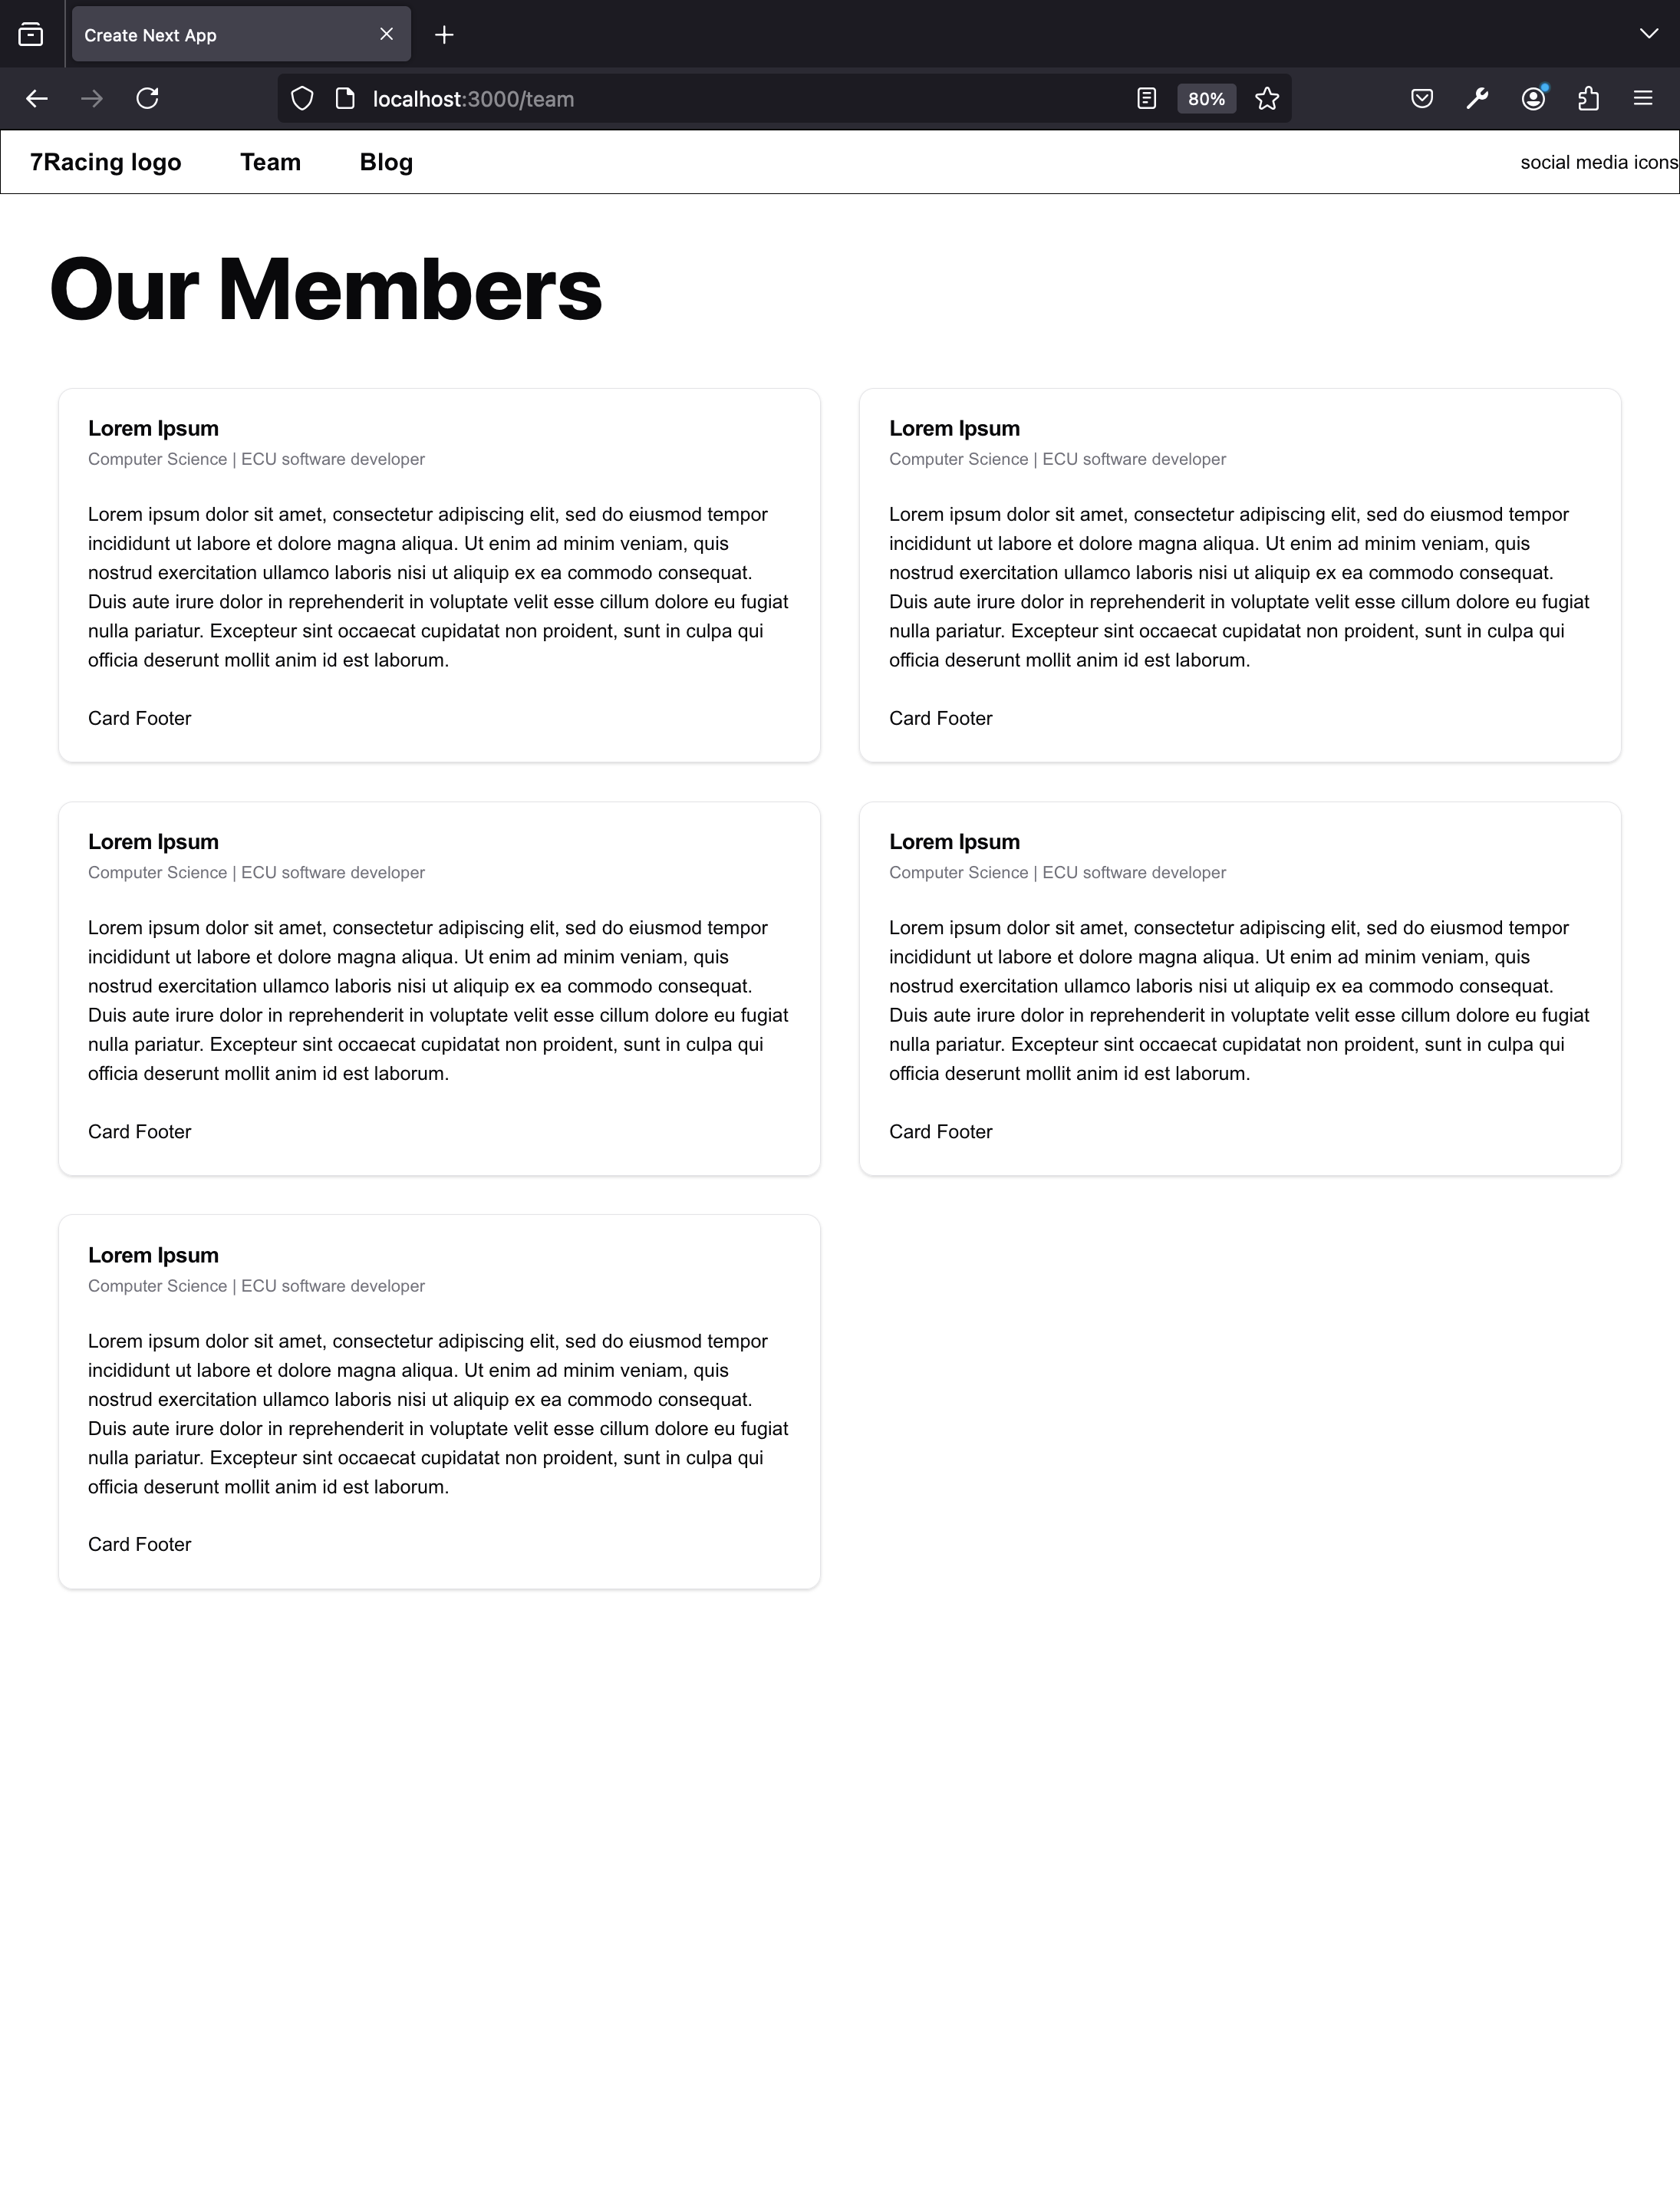 Create Next App
localhost:3000/team
80%
7Racing logo Team Blog social media icons
Our Members
Lorem Ipsum
Computer Science | ECU software developer
Lorem ipsum dolor sit amet, consectetur adipiscing elit, sed do eiusmod tempor
incididunt ut labore et dolore magna aliqua. Ut enim ad minim veniam, quis
nostrud exercitation ullamco laboris nisi ut aliquip ex ea commodo consequat.
Duis aute irure dolor in reprehenderit in voluptate velit esse cillum dolore eu fugiat
nulla pariatur. Excepteur sint occaecat cupidatat non proident, sunt in culpa qui
officia deserunt mollit anim id est laborum.
Card Footer
Lorem Ipsum
Computer Science | ECU software developer
Lorem ipsum dolor sit amet, consectetur adipiscing elit, sed do eiusmod tempor
incididunt ut labore et dolore magna aliqua. Ut enim ad minim veniam, quis
nostrud exercitation ullamco laboris nisi ut aliquip ex ea commodo consequat.
Duis aute irure dolor in reprehenderit in voluptate velit esse cillum dolore eu fugiat
nulla pariatur. Excepteur sint occaecat cupidatat non proident, sunt in culpa qui
officia deserunt mollit anim id est laborum.
Card Footer
Lorem Ipsum
Computer Science | ECU software developer
Lorem ipsum dolor sit amet, consectetur adipiscing elit, sed do eiusmod tempor
incididunt ut labore et dolore magna aliqua. Ut enim ad minim veniam, quis
nostrud exercitation ullamco laboris nisi ut aliquip ex ea commodo consequat.
Duis aute irure dolor in reprehenderit in voluptate velit esse cillum dolore eu fugiat
nulla pariatur. Excepteur sint occaecat cupidatat non proident, sunt in culpa qui
officia deserunt mollit anim id est laborum.
Card Footer
Lorem Ipsum
Computer Science | ECU software developer
Lorem ipsum dolor sit amet, consectetur adipiscing elit, sed do eiusmod tempor
incididunt ut labore et dolore magna aliqua. Ut enim ad minim veniam, quis
nostrud exercitation ullamco laboris nisi ut aliquip ex ea commodo consequat.
Duis aute irure dolor in reprehenderit in voluptate velit esse cillum dolore eu fugiat
nulla pariatur. Excepteur sint occaecat cupidatat non proident, sunt in culpa qui
officia deserunt mollit anim id est laborum.
Card Footer
Lorem Ipsum
Computer Science | ECU software developer
Lorem ipsum dolor sit amet, consectetur adipiscing elit, sed do eiusmod tempor
incididunt ut labore et dolore magna aliqua. Ut enim ad minim veniam, quis
nostrud exercitation ullamco laboris nisi ut aliquip ex ea commodo consequat.
Duis aute irure dolor in reprehenderit in voluptate velit esse cillum dolore eu fugiat
nulla pariatur. Excepteur sint occaecat cupidatat non proident, sunt in culpa qui
officia deserunt mollit anim id est laborum.
Card Footer